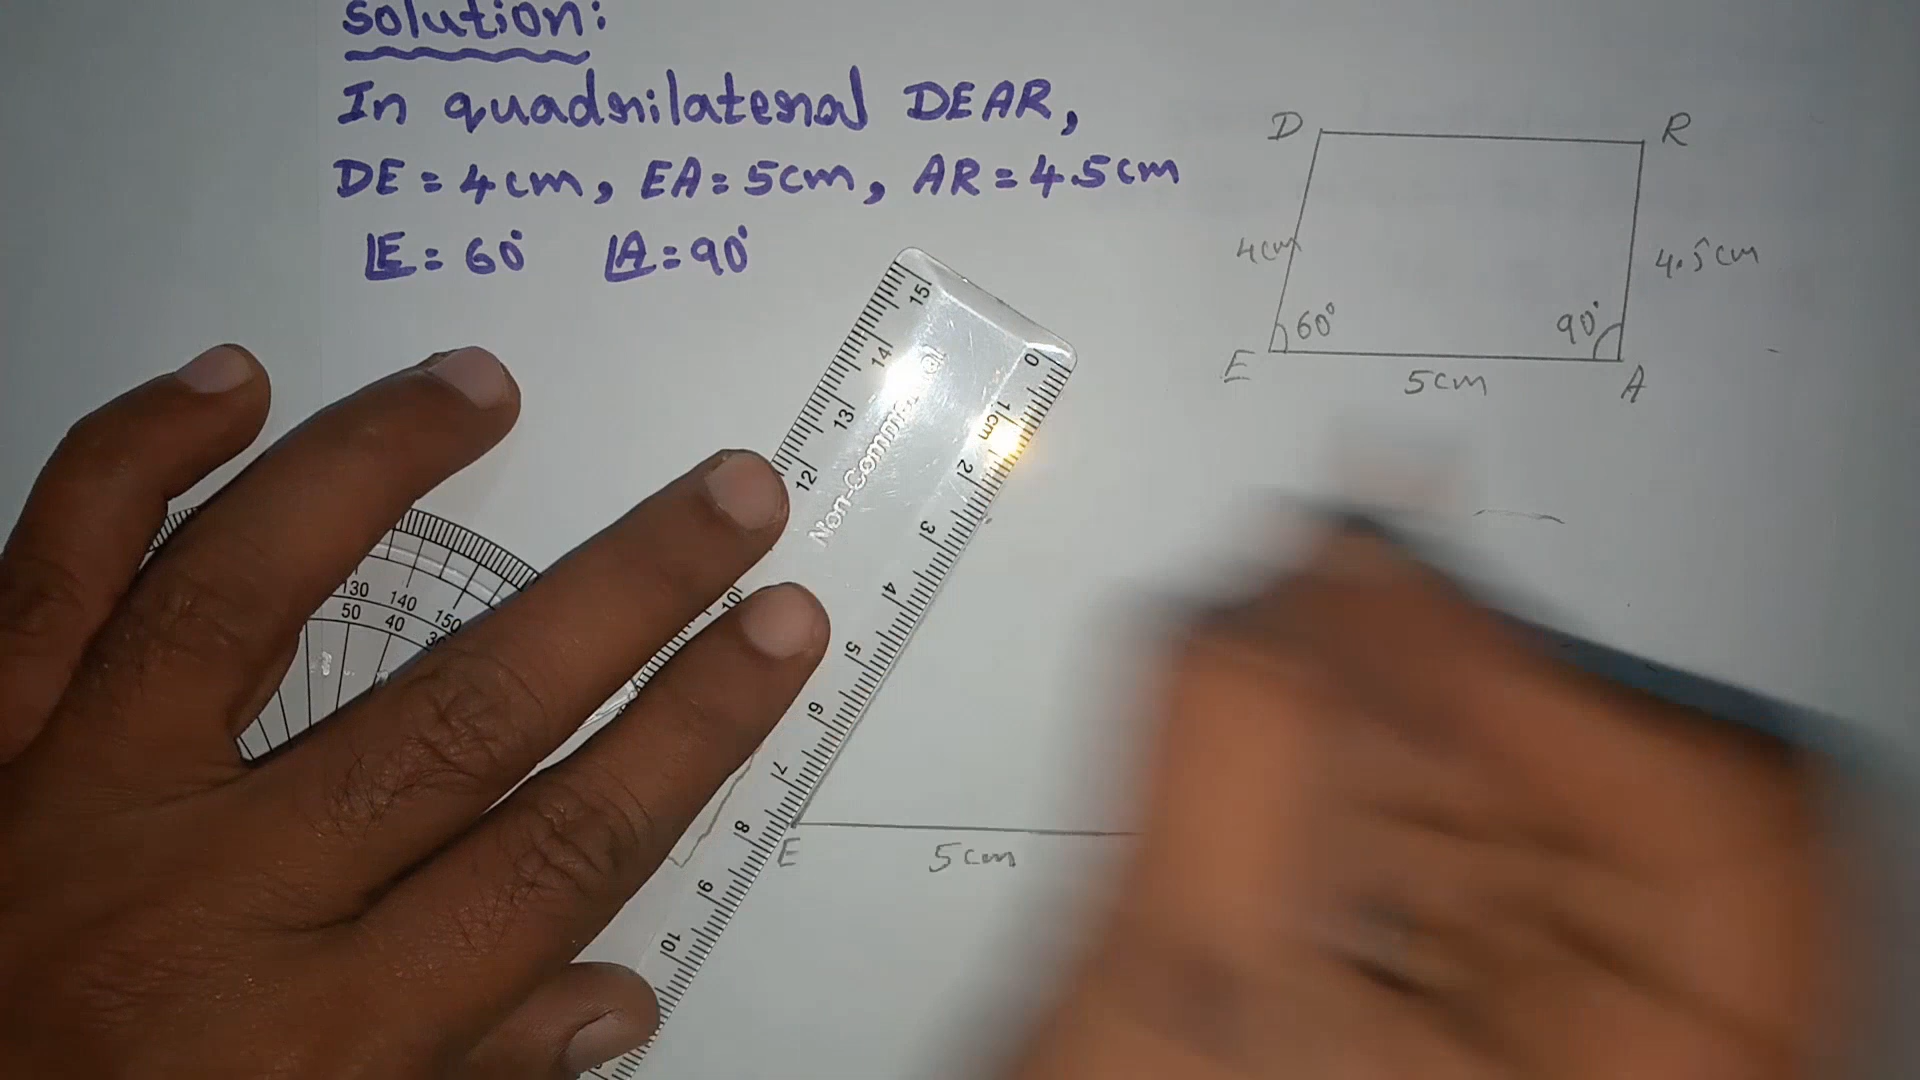 solution:
In quadrilateral DEAR,
DE = 4cm, EA = 5cm, AR = 4.5cm
∠E = 60° ∠A = 90°
D R
4cm 4.5cm
60° 90°
E 5cm A
15 14 13 12 10
0 1cm 2 3 4 5 6 7 8 9 10
130 140 150
50 40 30
E 5cm